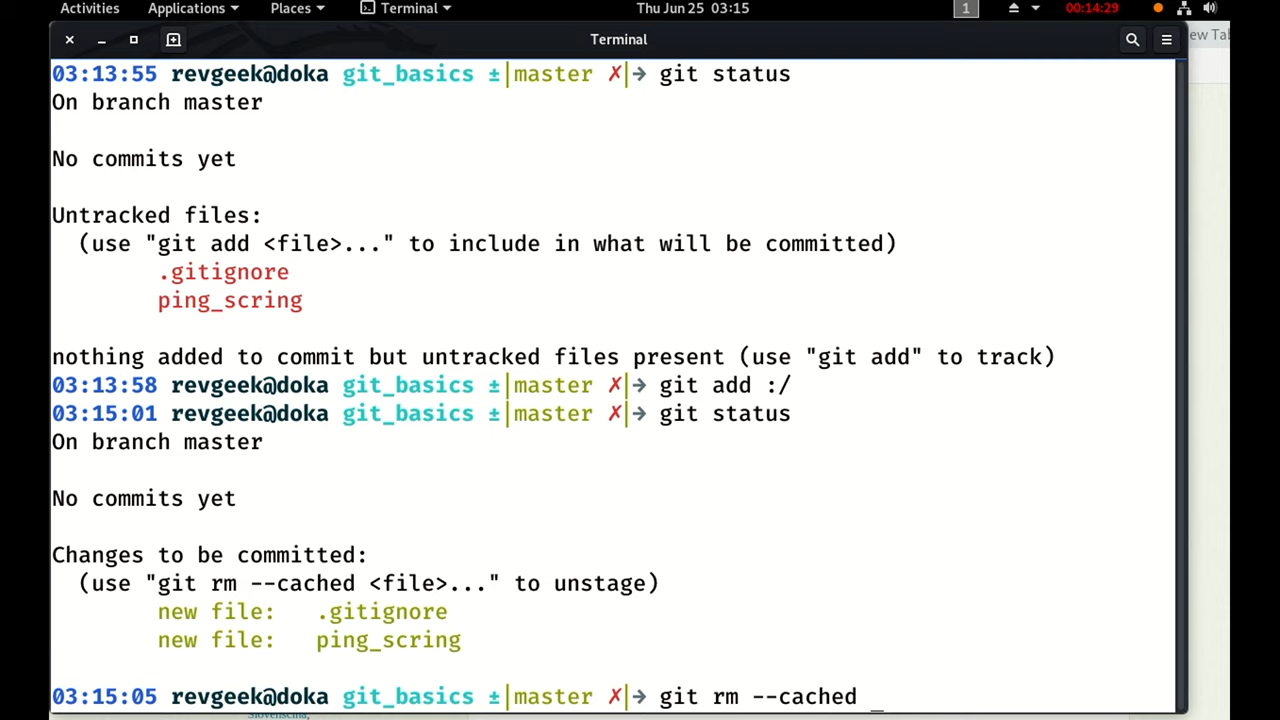 Activities Applications Places Terminal Thu Jun 25 03:15 1 00:14:29
Terminal
03:13:55 revgeek@doka git_basics ±|master ✗|→ git status
On branch master
No commits yet
Untracked files:
(use "git add <file>..." to include in what will be committed)
.gitignore
ping_scring
nothing added to commit but untracked files present (use "git add" to track)
03:13:58 revgeek@doka git_basics ±|master ✗|→ git add :/
03:15:01 revgeek@doka git_basics ±|master ✗|→ git status
On branch master
No commits yet
Changes to be committed:
(use "git rm --cached <file>..." to unstage)
new file: .gitignore
new file: ping_scring
03:15:05 revgeek@doka git_basics ±|master ✗|→ git rm --cached _